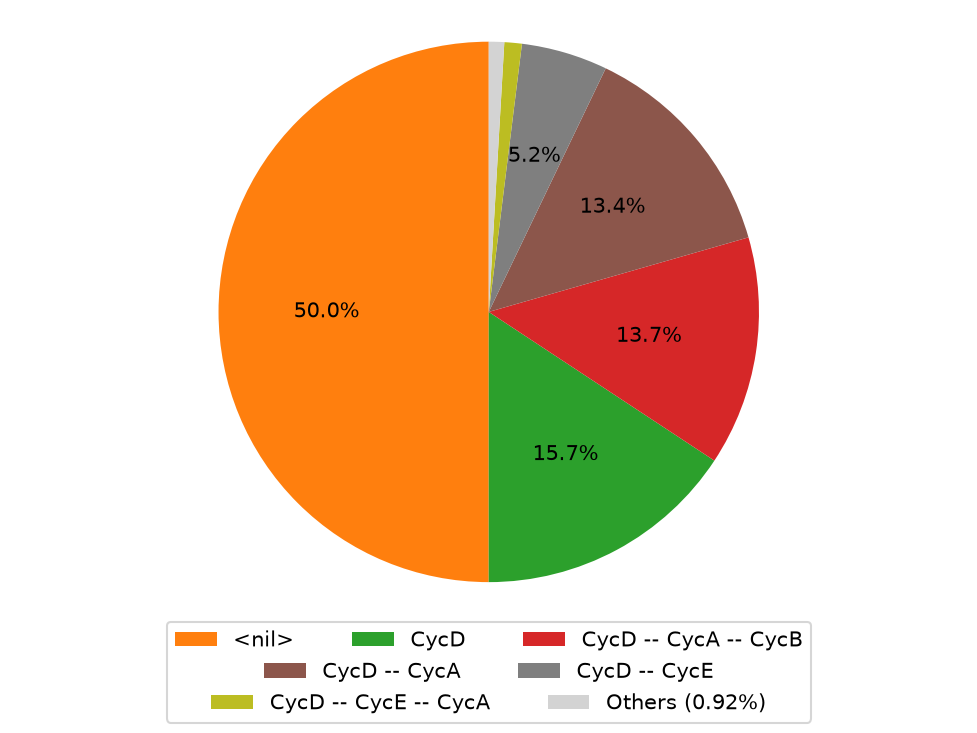 5.2%
13.4%
50.0%
13.7%
15.7%
<nil> CycD CycD -- CycA -- CycB
CycD -- CycA CycD -- CycE
CycD -- CycE -- CycA Others (0.92%)